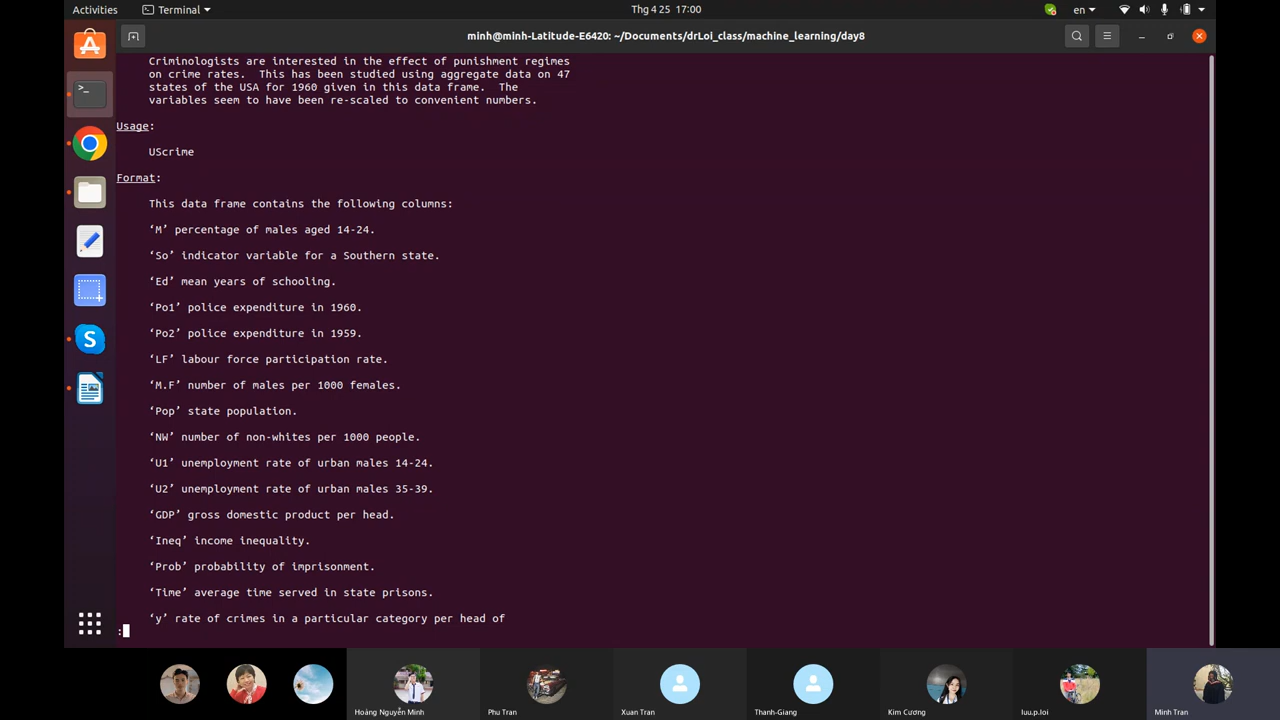 Activities
Terminal
Thg 4 25 17:00
en
minh@minh-Latitude-E6420: ~/Documents/drLoi_class/machine_learning/day8
Criminologists are interested in the effect of punishment regimes
on crime rates.  This has been studied using aggregate data on 47
states of the USA for 1960 given in this data frame.  The
variables seem to have been re-scaled to convenient numbers.
Usage:
UScrime
Format:
This data frame contains the following columns:
‘M’ percentage of males aged 14-24.
‘So’ indicator variable for a Southern state.
‘Ed’ mean years of schooling.
‘Po1’ police expenditure in 1960.
‘Po2’ police expenditure in 1959.
‘LF’ labour force participation rate.
‘M.F’ number of males per 1000 females.
‘Pop’ state population.
‘NW’ number of non-whites per 1000 people.
‘U1’ unemployment rate of urban males 14-24.
‘U2’ unemployment rate of urban males 35-39.
‘GDP’ gross domestic product per head.
‘Ineq’ income inequality.
‘Prob’ probability of imprisonment.
‘Time’ average time served in state prisons.
‘y’ rate of crimes in a particular category per head of
:
Hoàng Nguyễn Minh
Phu Tran
Xuan Tran
Thanh-Giang
Kim Cương
luu.p.loi
Minh Tran